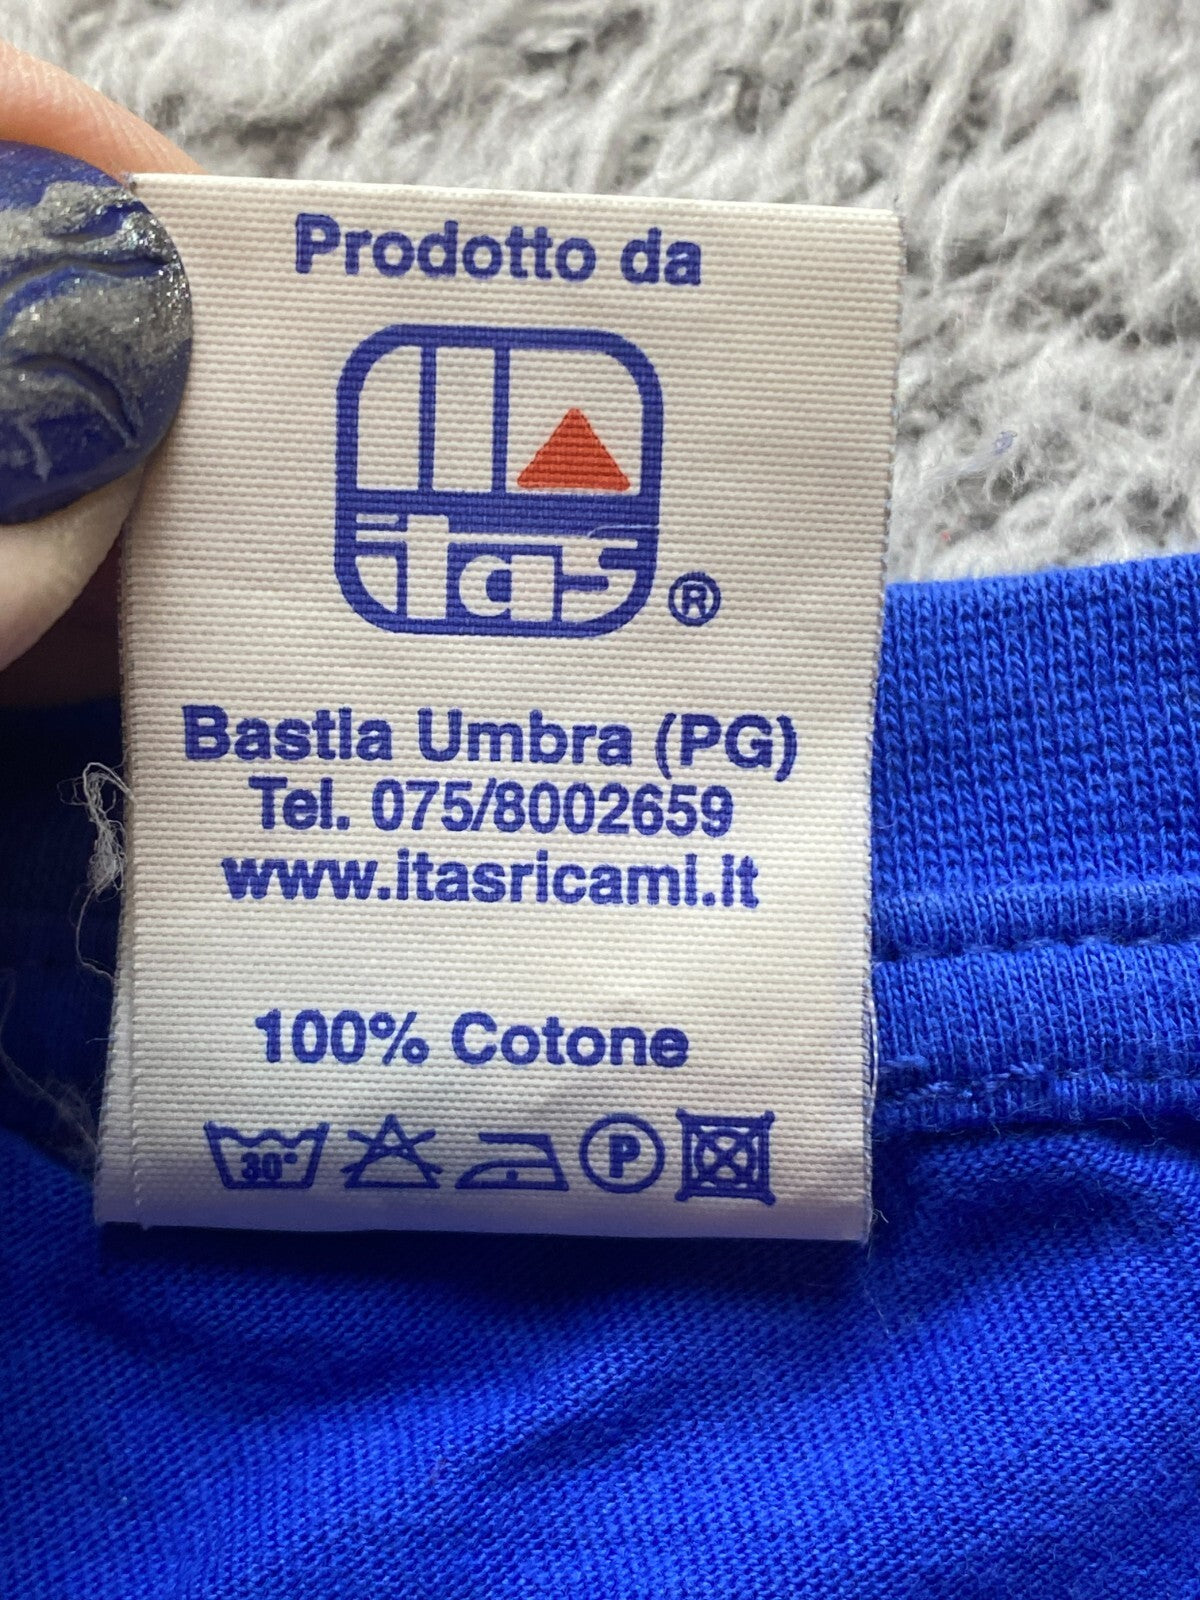 Prodotto da
itas ®
Bastia Umbra (PG)
Tel. 075/8002659
www.itasricami.it
100% Cotone
30° P